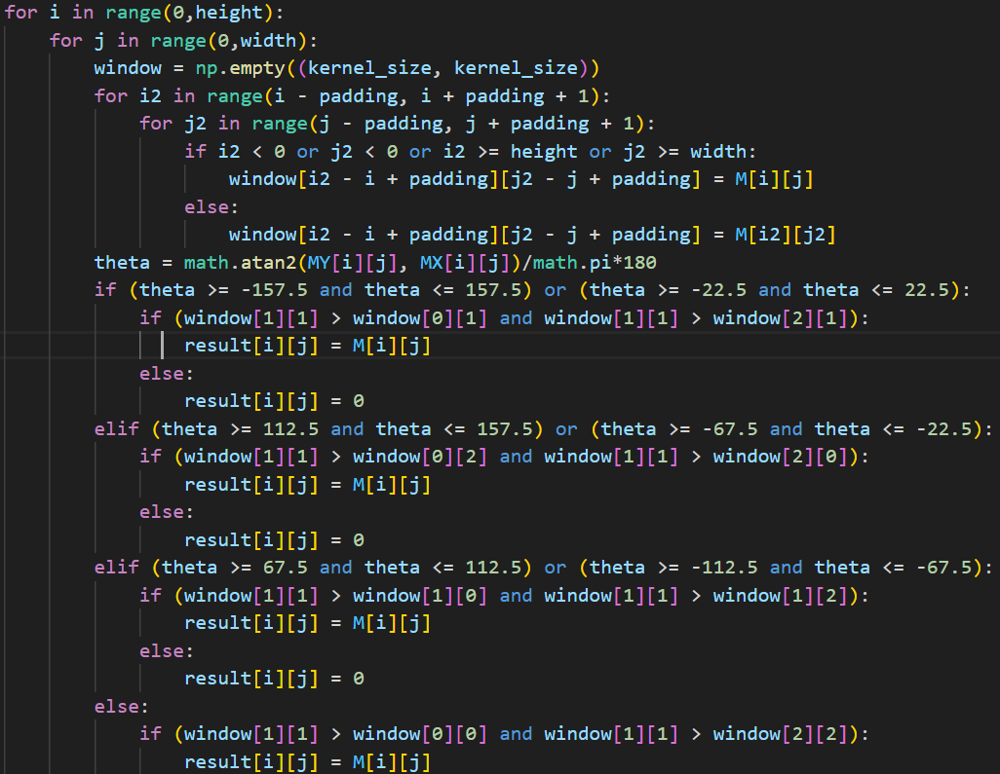 for i in range(0,height):
    for j in range(0,width):
        window = np.empty((kernel_size, kernel_size))
        for i2 in range(i - padding, i + padding + 1):
            for j2 in range(j - padding, j + padding + 1):
                if i2 < 0 or j2 < 0 or i2 >= height or j2 >= width:
                    window[i2 - i + padding][j2 - j + padding] = M[i][j]
                else:
                    window[i2 - i + padding][j2 - j + padding] = M[i2][j2]
        theta = math.atan2(MY[i][j], MX[i][j])/math.pi*180
        if (theta >= -157.5 and theta <= 157.5) or (theta >= -22.5 and theta <= 22.5):
            if (window[1][1] > window[0][1] and window[1][1] > window[2][1]):
                result[i][j] = M[i][j]
            else:
                result[i][j] = 0
        elif (theta >= 112.5 and theta <= 157.5) or (theta >= -67.5 and theta <= -22.5):
            if (window[1][1] > window[0][2] and window[1][1] > window[2][0]):
                result[i][j] = M[i][j]
            else:
                result[i][j] = 0
        elif (theta >= 67.5 and theta <= 112.5) or (theta >= -112.5 and theta <= -67.5):
            if (window[1][1] > window[1][0] and window[1][1] > window[1][2]):
                result[i][j] = M[i][j]
            else:
                result[i][j] = 0
        else:
            if (window[1][1] > window[0][0] and window[1][1] > window[2][2]):
                result[i][j] = M[i][j]